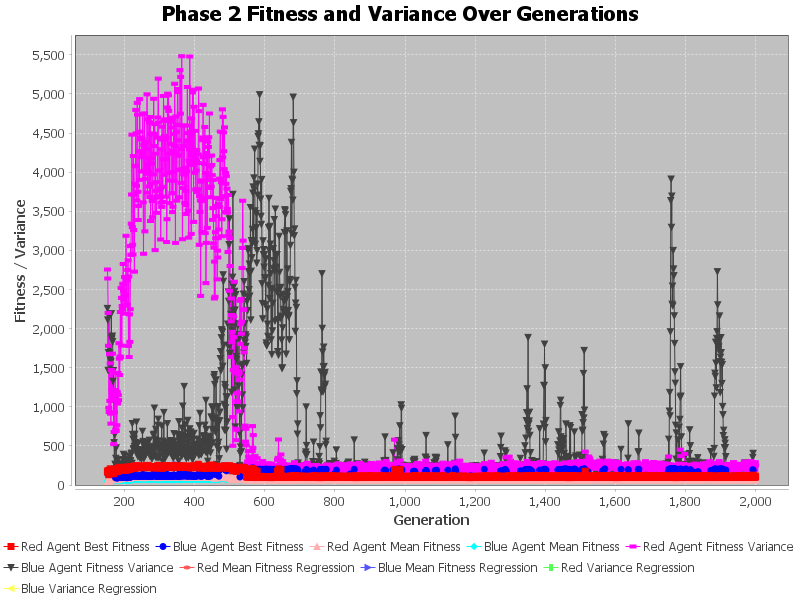 Phase 2 Fitness and Variance Over Generations
5,500
5,000
4,500
4,000
3,500
3,000
2,500
2,000
1,500
1,000
500
0
Fitness / Variance
200 400 600 800 1,000 1,200 1,400 1,600 1,800 2,000
Generation
Red Agent Best Fitness Blue Agent Best Fitness Red Agent Mean Fitness Blue Agent Mean Fitness Red Agent Fitness Variance
Blue Agent Fitness Variance Red Mean Fitness Regression Blue Mean Fitness Regression Red Variance Regression
Blue Variance Regression